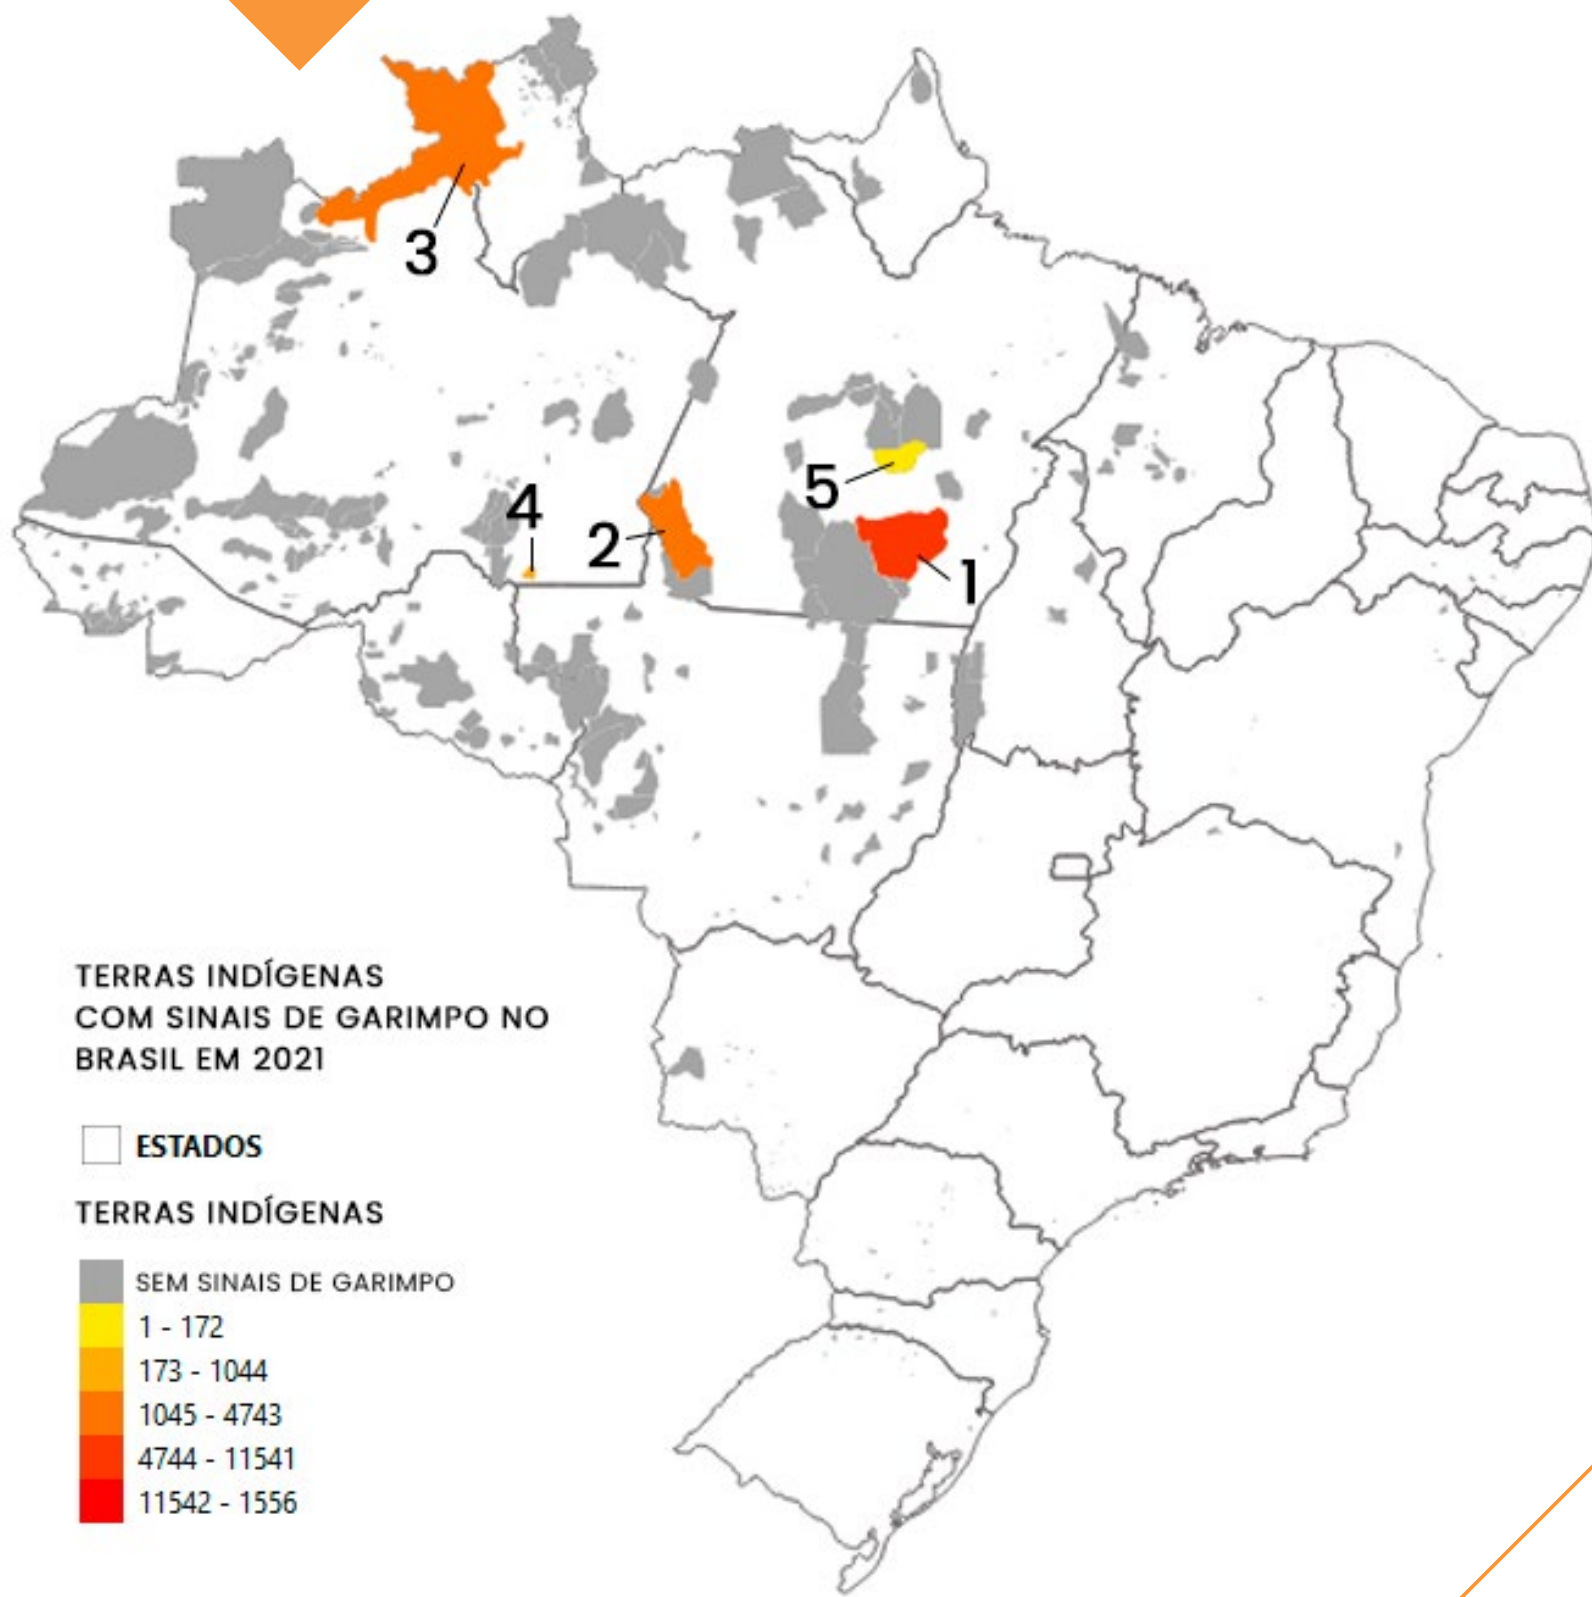 3
4
5
2
1
TERRAS INDÍGENAS
COM SINAIS DE GARIMPO NO
BRASIL EM 2021
ESTADOS
TERRAS INDÍGENAS
SEM SINAIS DE GARIMPO
1 - 172
173 - 1044
1045 - 4743
4744 - 11541
11542 - 1556